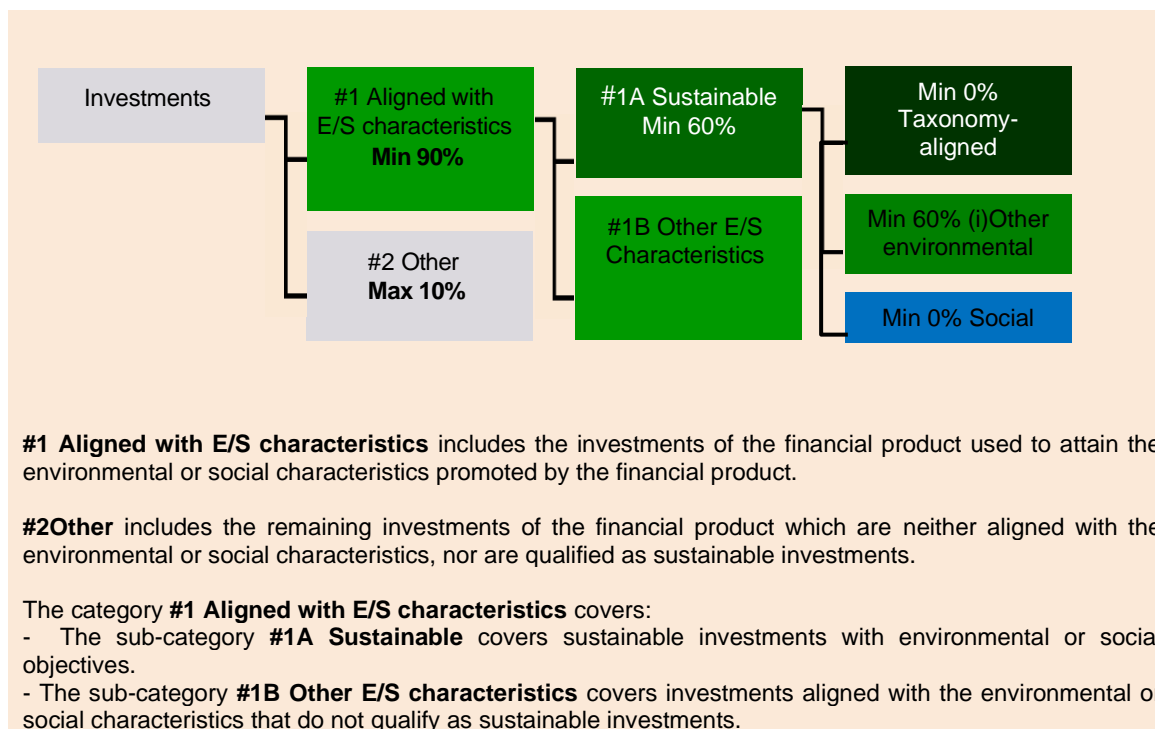 Investments
#1 Aligned with
E/S characteristics
Min 90%
#2 Other
Max 10%
#1A Sustainable
Min 60%
#1B Other E/S
Characteristics
Min 0%
Taxonomy-
aligned
Min 60% (i)Other
environmental
Min 0% Social
#1 Aligned with E/S characteristics includes the investments of the financial product used to attain the
environmental or social characteristics promoted by the financial product.
#2Other includes the remaining investments of the financial product which are neither aligned with the
environmental or social characteristics, nor are qualified as sustainable investments.
The category #1 Aligned with E/S characteristics covers:
- The sub-category #1A Sustainable covers sustainable investments with environmental or social
objectives.
- The sub-category #1B Other E/S characteristics covers investments aligned with the environmental or
social characteristics that do not qualify as sustainable investments.